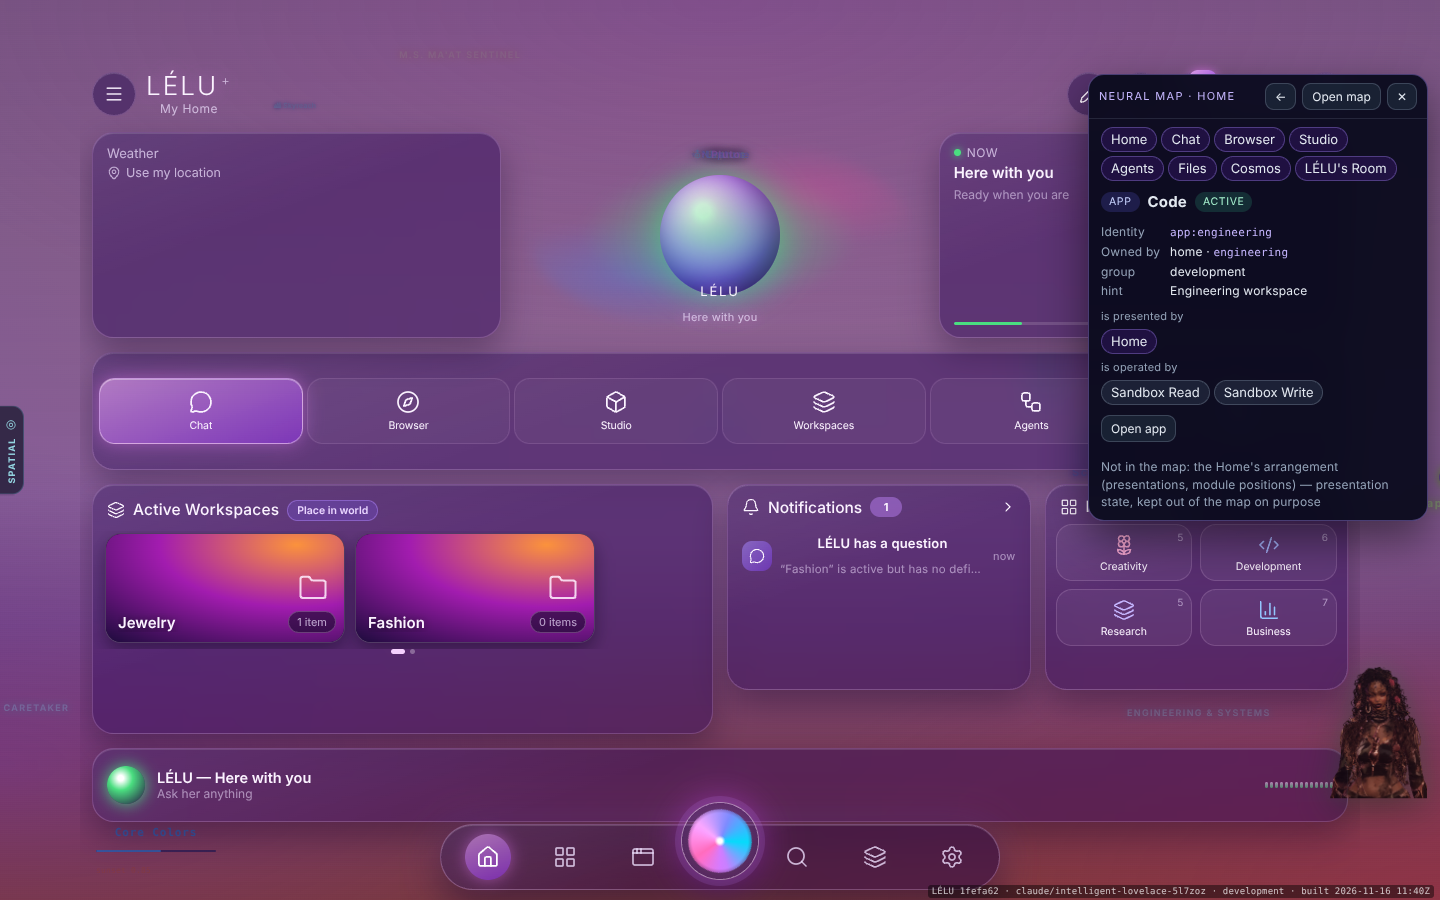 M.S. MA'AT SENTINEL
LÉLU +
My Home
Weather
Use my location
LÉLU
Here with you
NOW
Here with you
Ready when you are
NEURAL MAP · HOME
← Open map ✕
Home Chat Browser Studio
Agents Files Cosmos LÉLU's Room
APP Code ACTIVE
Identity app:engineering
Owned by home · engineering
group development
hint Engineering workspace
is presented by
Home
is operated by
Sandbox Read Sandbox Write
Open app
Not in the map: the Home's arrangement
(presentations, module positions) — presentation
state, kept out of the map on purpose
SPATIAL
Chat
Browser
Studio
Workspaces
Agents
Active Workspaces Place in world
Jewelry 1 item
Fashion 0 items
Notifications 1
LÉLU has a question
now
“Fashion” is active but has no defi...
5
Creativity
6
Development
5
Research
7
Business
CARETAKER
ENGINEERING & SYSTEMS
LÉLU — Here with you
Ask her anything
LÉLU 1fefa62 · claude/intelligent-lovelace-5l7zoz · development · built 2026-11-16 11:40Z